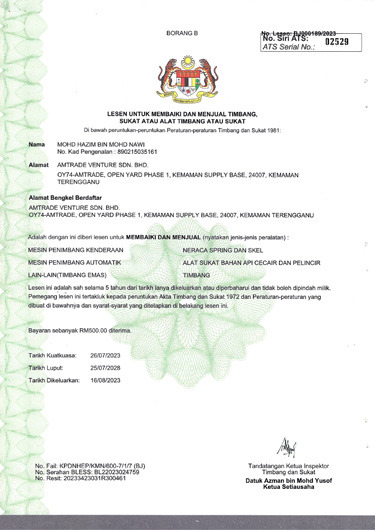 BORANG B
No. Lesen: BJ000189/2023
No. Siri ATS:
ATS Serial No.:
02529
LESEN UNTUK MEMBAIKI DAN MENJUAL TIMBANG,
SUKAT ATAU ALAT TIMBANG ATAU SUKAT
Di bawah peruntukan-peruntukan Peraturan-peraturan Timbang dan Sukat 1981:
Nama MOHD HAZIM BIN MOHD NAWI
No. Kad Pengenalan : 890215035161
Alamat AMTRADE VENTURE SDN. BHD.
OY74-AMTRADE, OPEN YARD PHASE 1, KEMAMAN SUPPLY BASE, 24007, KEMAMAN
TERENGGANU
Alamat Bengkel Berdaftar
AMTRADE VENTURE SDN. BHD.
OY74-AMTRADE, OPEN YARD PHASE 1, KEMAMAN SUPPLY BASE, 24007, KEMAMAN TERENGGANU
Adalah dengan ini diberi lesen untuk MEMBAIKI DAN MENJUAL (nyatakan jenis-jenis peralatan) :
MESIN PENIMBANG KENDERAAN NERACA SPRING DAN SKEL
MESIN PENIMBANG AUTOMATIK ALAT SUKAT BAHAN API CECAIR DAN PELINCIR
LAIN-LAIN(TIMBANG EMAS) TIMBANG
Lesen ini adalah sah selama 5 tahun dari tarikh ianya dikeluarkan atau diperbaharui dan tidak boleh dipindah milik.
Pemegang lesen ini tertakluk kepada peruntukan Akta Timbang dan Sukat 1972 dan Peraturan-peraturan yang
dibuat di bawahnya dan syarat-syarat yang ditetapkan di belakang lesen ini.
Bayaran sebanyak RM500.00 diterima.
Tarikh Kuatkuasa: 26/07/2023
Tarikh Luput: 25/07/2028
Tarikh Dikeluarkan: 16/08/2023
No. Fail: KPDNHEP/KMN/600-7/1/7 (BJ)
No. Serahan BLESS: BL22023024759
No. Resit: 20233423031R300461
Tandatangan Ketua Inspektor
Timbang dan Sukat
Datuk Azman bin Mohd Yusof
Ketua Setiausaha